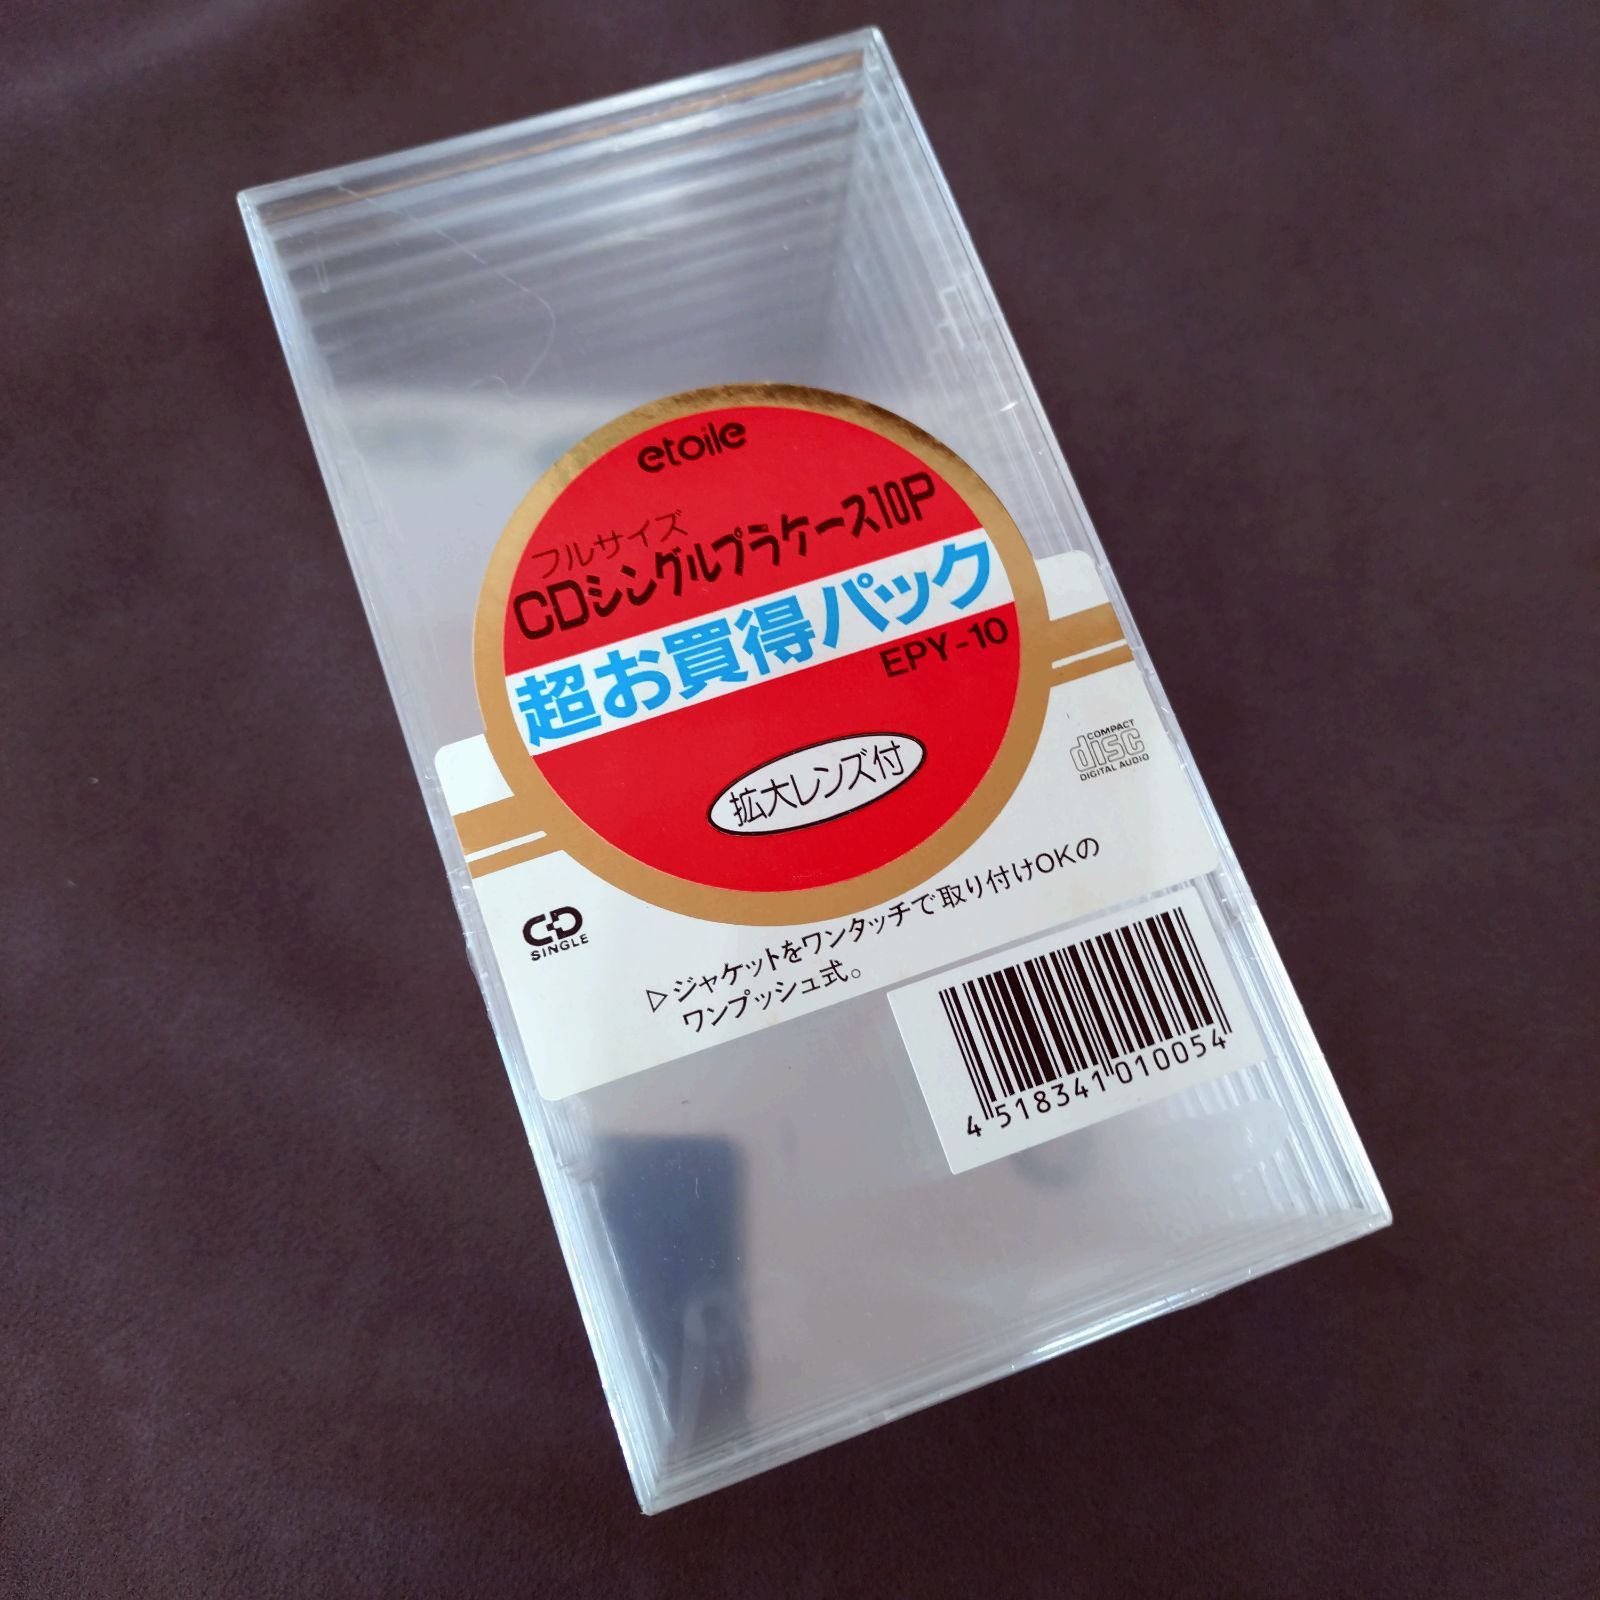 etoile
フルサイズ
CDシングルプラケース10P
超お買得パック
EPY-10
拡大レンズ付
COMPACT
disc
DIGITAL AUDIO
CD
SINGLE
▷ジャケットをワンタッチで取り付けOKの
ワンプッシュ式。
4 518341 010054